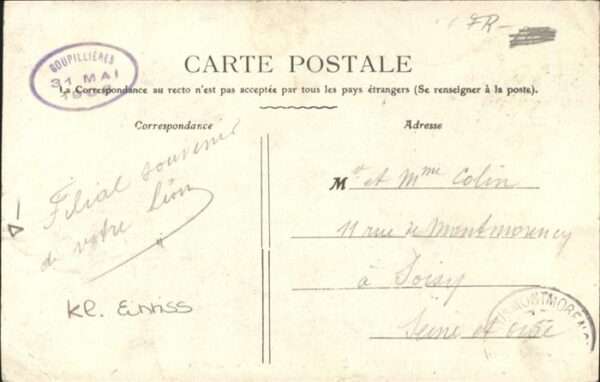 FR-
GOUPILLIÈRES
31 MAI
CARTE POSTALE
La Correspondance au recto n'est pas acceptée par tous les pays étrangers (Se renseigner à la poste).
Correspondance
Filial souvenir
de votre Léon
Kl. Einriss
Adresse
Mr et Mme Colin
11 rue de Montmorency
à Soisy
Seine et Oise
MONTMORENCY